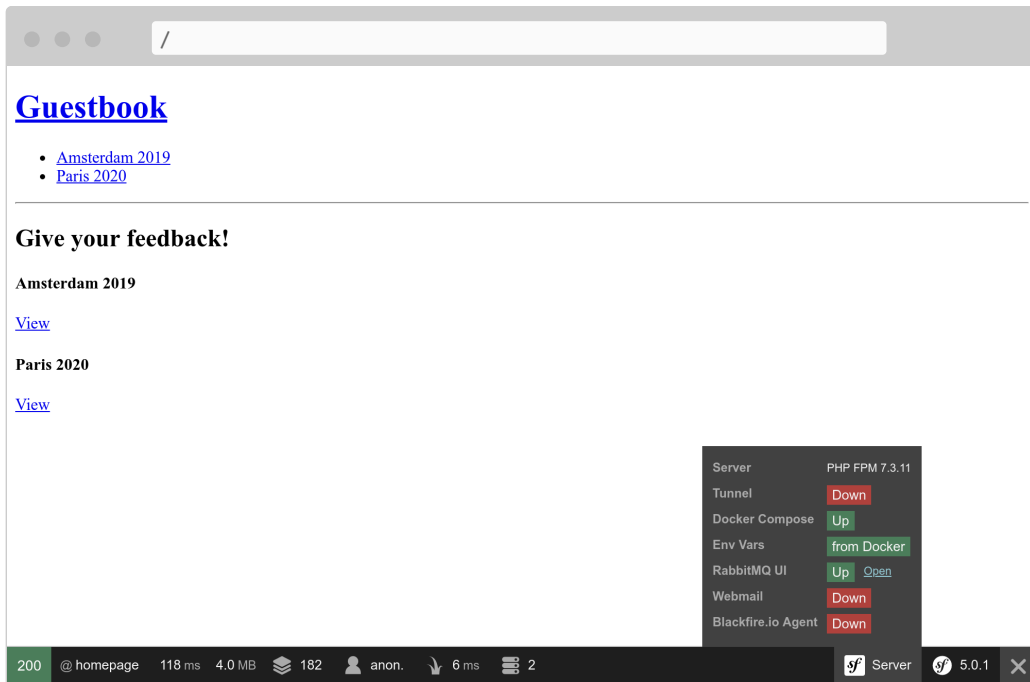 /
Guestbook
Amsterdam 2019
Paris 2020
Give your feedback!
Amsterdam 2019
View
Paris 2020
View
Server PHP FPM 7.3.11
Tunnel Down
Docker Compose Up
Env Vars from Docker
RabbitMQ UI Up Open
Webmail Down
Blackfire.io Agent Down
200 @ homepage 118 ms 4.0 MB 182 anon. 6 ms 2 sf Server sf 5.0.1